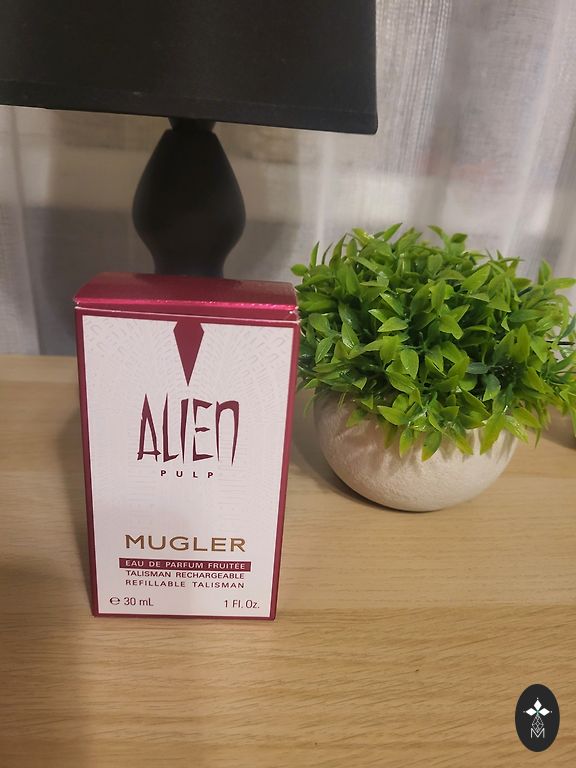 ALIEN
PULP
MUGLER
EAU DE PARFUM FRUITÉE
TALISMAN RECHARGEABLE
REFILLABLE TALISMAN
℮ 30 mL 1 Fl. Oz.
M